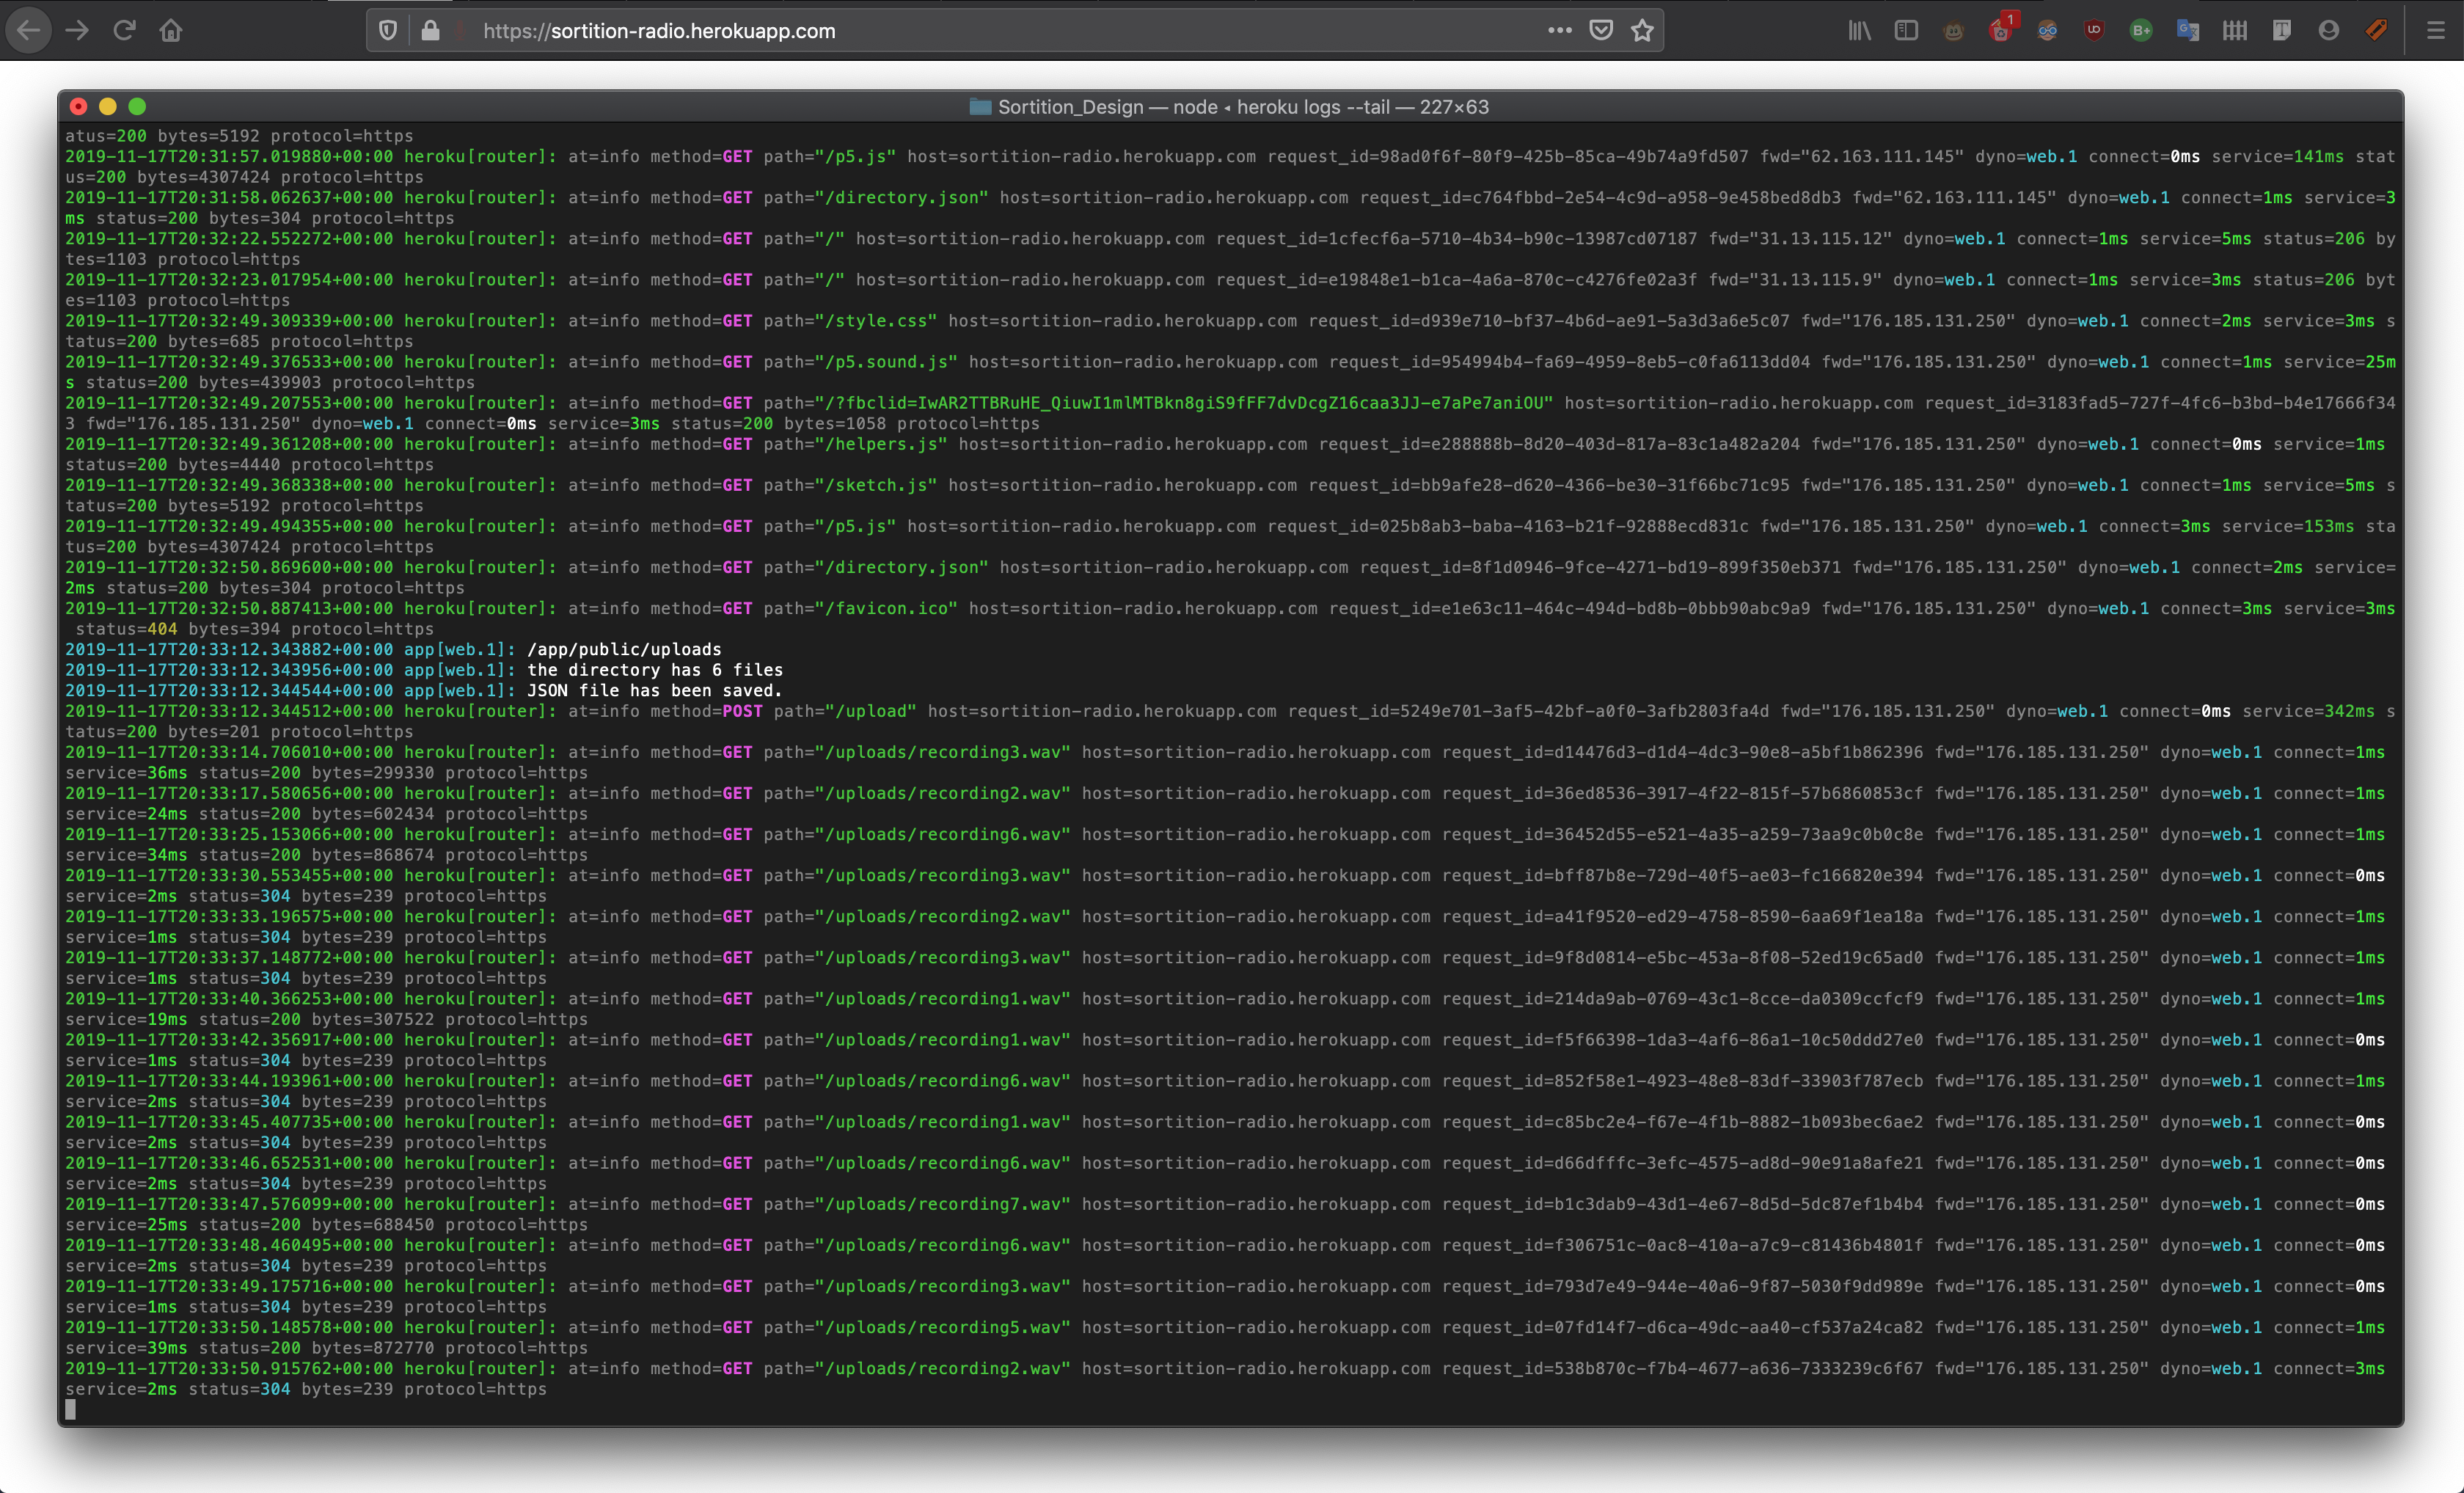 https://sortition-radio.herokuapp.com
1
UD
B+
G
T
Sortition_Design — node ◂ heroku logs --tail — 227×63
atus=200 bytes=5192 protocol=https
2019-11-17T20:31:57.019880+00:00 heroku[router]: at=info method=GET path="/p5.js" host=sortition-radio.herokuapp.com request_id=98ad0f6f-80f9-425b-85ca-49b74a9fd507 fwd="62.163.111.145" dyno=web.1 connect=0ms service=141ms stat
us=200 bytes=4307424 protocol=https
2019-11-17T20:31:58.062637+00:00 heroku[router]: at=info method=GET path="/directory.json" host=sortition-radio.herokuapp.com request_id=c764fbbd-2e54-4c9d-a958-9e458bed8db3 fwd="62.163.111.145" dyno=web.1 connect=1ms service=3
ms status=200 bytes=304 protocol=https
2019-11-17T20:32:22.552272+00:00 heroku[router]: at=info method=GET path="/" host=sortition-radio.herokuapp.com request_id=1cfecf6a-5710-4b34-b90c-13987cd07187 fwd="31.13.115.12" dyno=web.1 connect=1ms service=5ms status=206 by
tes=1103 protocol=https
2019-11-17T20:32:23.017954+00:00 heroku[router]: at=info method=GET path="/" host=sortition-radio.herokuapp.com request_id=e19848e1-b1ca-4a6a-870c-c4276fe02a3f fwd="31.13.115.9" dyno=web.1 connect=1ms service=3ms status=206 byt
es=1103 protocol=https
2019-11-17T20:32:49.309339+00:00 heroku[router]: at=info method=GET path="/style.css" host=sortition-radio.herokuapp.com request_id=d939e710-bf37-4b6d-ae91-5a3d3a6e5c07 fwd="176.185.131.250" dyno=web.1 connect=2ms service=3ms s
tatus=200 bytes=685 protocol=https
2019-11-17T20:32:49.376533+00:00 heroku[router]: at=info method=GET path="/p5.sound.js" host=sortition-radio.herokuapp.com request_id=954994b4-fa69-4959-8eb5-c0fa6113dd04 fwd="176.185.131.250" dyno=web.1 connect=1ms service=25m
s status=200 bytes=439903 protocol=https
2019-11-17T20:32:49.207553+00:00 heroku[router]: at=info method=GET path="/?fbclid=IwAR2TTBRuHE_QiuwI1mlMTBkn8giS9fFF7dvDcgZ16caa3JJ-e7aPe7aniOU" host=sortition-radio.herokuapp.com request_id=3183fad5-727f-4fc6-b3bd-b4e17666f34
3 fwd="176.185.131.250" dyno=web.1 connect=0ms service=3ms status=200 bytes=1058 protocol=https
2019-11-17T20:32:49.361208+00:00 heroku[router]: at=info method=GET path="/helpers.js" host=sortition-radio.herokuapp.com request_id=e288888b-8d20-403d-817a-83c1a482a204 fwd="176.185.131.250" dyno=web.1 connect=0ms service=1ms
status=200 bytes=4440 protocol=https
2019-11-17T20:32:49.368338+00:00 heroku[router]: at=info method=GET path="/sketch.js" host=sortition-radio.herokuapp.com request_id=bb9afe28-d620-4366-be30-31f66bc71c95 fwd="176.185.131.250" dyno=web.1 connect=1ms service=5ms s
tatus=200 bytes=5192 protocol=https
2019-11-17T20:32:49.494355+00:00 heroku[router]: at=info method=GET path="/p5.js" host=sortition-radio.herokuapp.com request_id=025b8ab3-baba-4163-b21f-92888ecd831c fwd="176.185.131.250" dyno=web.1 connect=3ms service=153ms sta
tus=200 bytes=4307424 protocol=https
2019-11-17T20:32:50.869600+00:00 heroku[router]: at=info method=GET path="/directory.json" host=sortition-radio.herokuapp.com request_id=8f1d0946-9fce-4271-bd19-899f350eb371 fwd="176.185.131.250" dyno=web.1 connect=2ms service=
2ms status=200 bytes=304 protocol=https
2019-11-17T20:32:50.887413+00:00 heroku[router]: at=info method=GET path="/favicon.ico" host=sortition-radio.herokuapp.com request_id=e1e63c11-464c-494d-bd8b-0bbb90abc9a9 fwd="176.185.131.250" dyno=web.1 connect=3ms service=3ms
status=404 bytes=394 protocol=https
2019-11-17T20:33:12.343882+00:00 app[web.1]: /app/public/uploads
2019-11-17T20:33:12.343956+00:00 app[web.1]: the directory has 6 files
2019-11-17T20:33:12.344544+00:00 app[web.1]: JSON file has been saved.
2019-11-17T20:33:12.344512+00:00 heroku[router]: at=info method=POST path="/upload" host=sortition-radio.herokuapp.com request_id=5249e701-3af5-42bf-a0f0-3afb2803fa4d fwd="176.185.131.250" dyno=web.1 connect=0ms service=342ms s
tatus=200 bytes=201 protocol=https
2019-11-17T20:33:14.706010+00:00 heroku[router]: at=info method=GET path="/uploads/recording3.wav" host=sortition-radio.herokuapp.com request_id=d14476d3-d1d4-4dc3-90e8-a5bf1b862396 fwd="176.185.131.250" dyno=web.1 connect=1ms
service=36ms status=200 bytes=299330 protocol=https
2019-11-17T20:33:17.580656+00:00 heroku[router]: at=info method=GET path="/uploads/recording2.wav" host=sortition-radio.herokuapp.com request_id=36ed8536-3917-4f22-815f-57b6860853cf fwd="176.185.131.250" dyno=web.1 connect=1ms
service=24ms status=200 bytes=602434 protocol=https
2019-11-17T20:33:25.153066+00:00 heroku[router]: at=info method=GET path="/uploads/recording6.wav" host=sortition-radio.herokuapp.com request_id=36452d55-e521-4a35-a259-73aa9c0b0c8e fwd="176.185.131.250" dyno=web.1 connect=1ms
service=34ms status=200 bytes=868674 protocol=https
2019-11-17T20:33:30.553455+00:00 heroku[router]: at=info method=GET path="/uploads/recording3.wav" host=sortition-radio.herokuapp.com request_id=bff87b8e-729d-40f5-ae03-fc166820e394 fwd="176.185.131.250" dyno=web.1 connect=0ms
service=2ms status=304 bytes=239 protocol=https
2019-11-17T20:33:33.196575+00:00 heroku[router]: at=info method=GET path="/uploads/recording2.wav" host=sortition-radio.herokuapp.com request_id=a41f9520-ed29-4758-8590-6aa69f1ea18a fwd="176.185.131.250" dyno=web.1 connect=1ms
service=1ms status=304 bytes=239 protocol=https
2019-11-17T20:33:37.148772+00:00 heroku[router]: at=info method=GET path="/uploads/recording3.wav" host=sortition-radio.herokuapp.com request_id=9f8d0814-e5bc-453a-8f08-52ed19c65ad0 fwd="176.185.131.250" dyno=web.1 connect=1ms
service=1ms status=304 bytes=239 protocol=https
2019-11-17T20:33:40.366253+00:00 heroku[router]: at=info method=GET path="/uploads/recording1.wav" host=sortition-radio.herokuapp.com request_id=214da9ab-0769-43c1-8cce-da0309ccfcf9 fwd="176.185.131.250" dyno=web.1 connect=1ms
service=19ms status=200 bytes=307522 protocol=https
2019-11-17T20:33:42.356917+00:00 heroku[router]: at=info method=GET path="/uploads/recording1.wav" host=sortition-radio.herokuapp.com request_id=f5f66398-1da3-4af6-86a1-10c50ddd27e0 fwd="176.185.131.250" dyno=web.1 connect=0ms
service=1ms status=304 bytes=239 protocol=https
2019-11-17T20:33:44.193961+00:00 heroku[router]: at=info method=GET path="/uploads/recording6.wav" host=sortition-radio.herokuapp.com request_id=852f58e1-4923-48e8-83df-33903f787ecb fwd="176.185.131.250" dyno=web.1 connect=1ms
service=2ms status=304 bytes=239 protocol=https
2019-11-17T20:33:45.407735+00:00 heroku[router]: at=info method=GET path="/uploads/recording1.wav" host=sortition-radio.herokuapp.com request_id=c85bc2e4-f67e-4f1b-8882-1b093bec6ae2 fwd="176.185.131.250" dyno=web.1 connect=0ms
service=2ms status=304 bytes=239 protocol=https
2019-11-17T20:33:46.652531+00:00 heroku[router]: at=info method=GET path="/uploads/recording6.wav" host=sortition-radio.herokuapp.com request_id=d66dfffc-3efc-4575-ad8d-90e91a8afe21 fwd="176.185.131.250" dyno=web.1 connect=0ms
service=2ms status=304 bytes=239 protocol=https
2019-11-17T20:33:47.576099+00:00 heroku[router]: at=info method=GET path="/uploads/recording7.wav" host=sortition-radio.herokuapp.com request_id=b1c3dab9-43d1-4e67-8d5d-5dc87ef1b4b4 fwd="176.185.131.250" dyno=web.1 connect=0ms
service=25ms status=200 bytes=688450 protocol=https
2019-11-17T20:33:48.460495+00:00 heroku[router]: at=info method=GET path="/uploads/recording6.wav" host=sortition-radio.herokuapp.com request_id=f306751c-0ac8-410a-a7c9-c81436b4801f fwd="176.185.131.250" dyno=web.1 connect=0ms
service=2ms status=304 bytes=239 protocol=https
2019-11-17T20:33:49.175716+00:00 heroku[router]: at=info method=GET path="/uploads/recording3.wav" host=sortition-radio.herokuapp.com request_id=793d7e49-944e-40a6-9f87-5030f9dd989e fwd="176.185.131.250" dyno=web.1 connect=0ms
service=1ms status=304 bytes=239 protocol=https
2019-11-17T20:33:50.148578+00:00 heroku[router]: at=info method=GET path="/uploads/recording5.wav" host=sortition-radio.herokuapp.com request_id=07fd14f7-d6ca-49dc-aa40-cf537a24ca82 fwd="176.185.131.250" dyno=web.1 connect=1ms
service=39ms status=200 bytes=872770 protocol=https
2019-11-17T20:33:50.915762+00:00 heroku[router]: at=info method=GET path="/uploads/recording2.wav" host=sortition-radio.herokuapp.com request_id=538b870c-f7b4-4677-a636-7333239c6f67 fwd="176.185.131.250" dyno=web.1 connect=3ms
service=2ms status=304 bytes=239 protocol=https